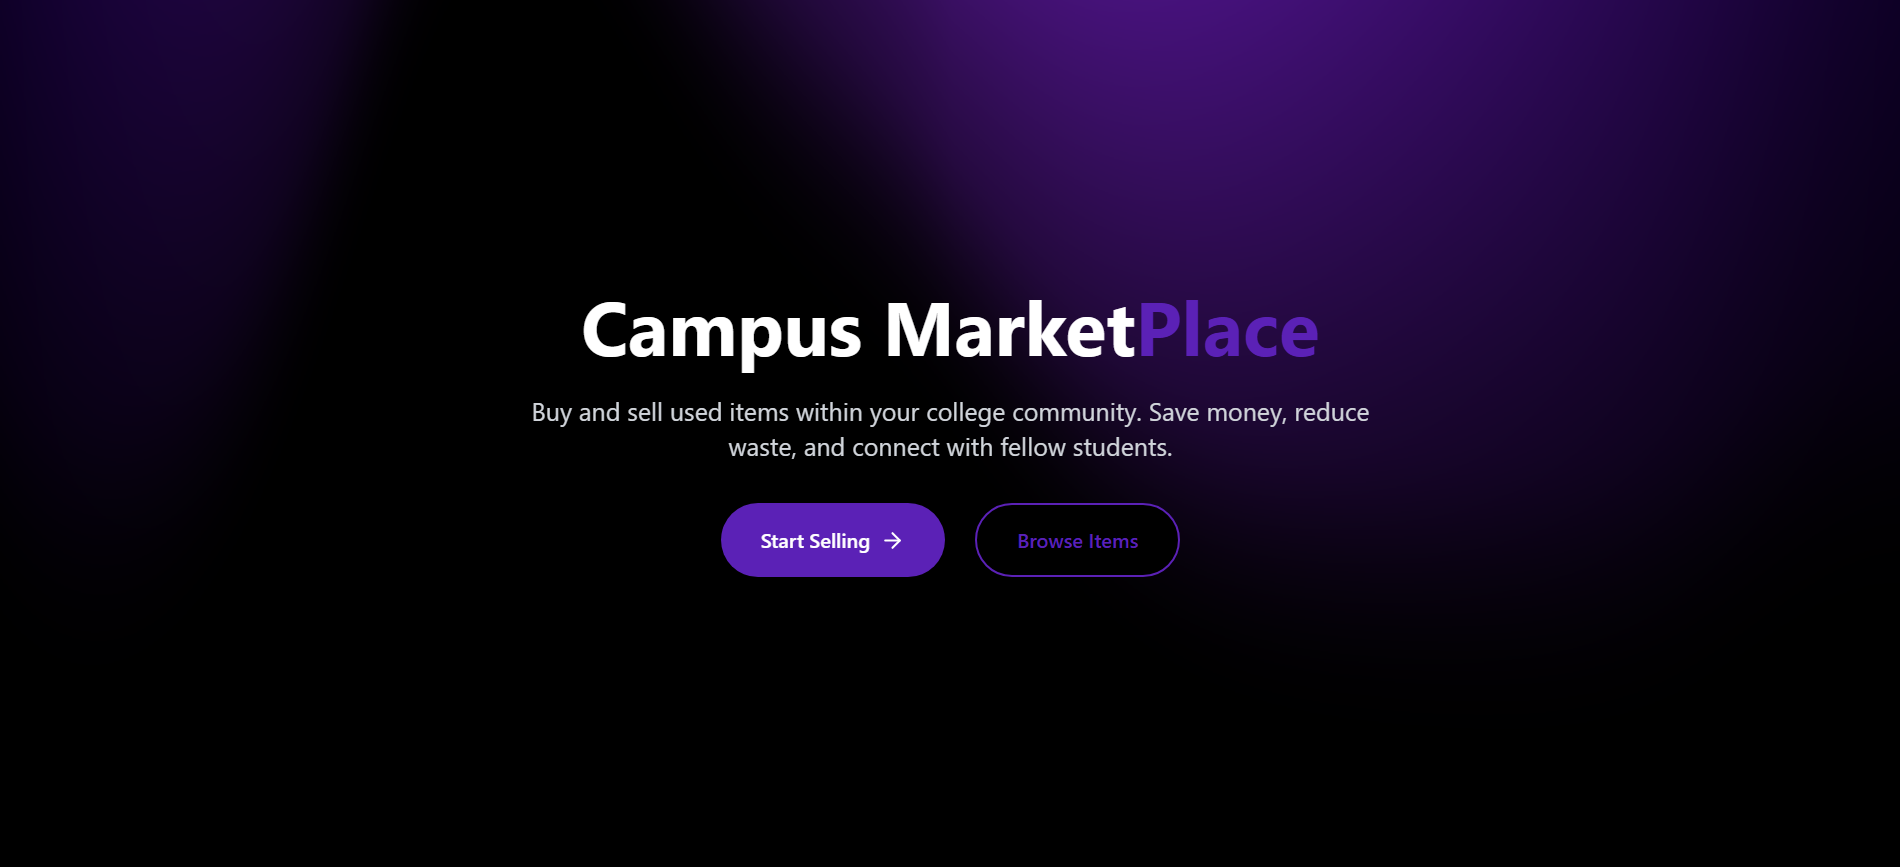 Campus MarketPlace
Buy and sell used items within your college community. Save money, reduce
waste, and connect with fellow students.
Start Selling
Browse Items